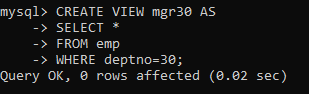 mysql> CREATE VIEW mgr30 AS
    -> SELECT *
    -> FROM emp
    -> WHERE deptno=30;
Query OK, 0 rows affected (0.02 sec)